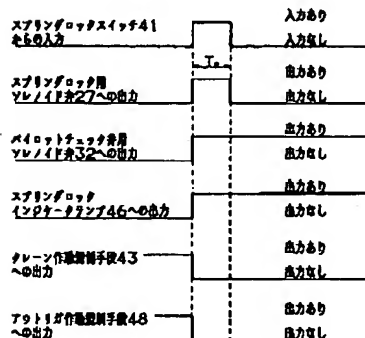 スプリングロックスイッチ41
からの入力
入力あり
入力なし
T₀
スプリングロック用
ソレノイド弁27への出力
出力あり
出力なし
パイロットチェック弁用
ソレノイド弁32への出力
出力あり
出力なし
スプリングロック
インジケータランプ46への出力
出力あり
出力なし
クレーン作動規制手段43
への出力
出力あり
出力なし
アウトリガ作動規制手段48
への出力
出力あり
出力なし